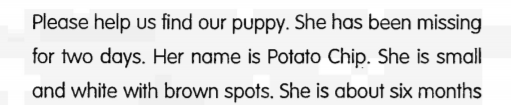 Please help us find our puppy. She has been missing
for two days. Her name is Potato Chip. She is small
and white with brown spots. She is about six months